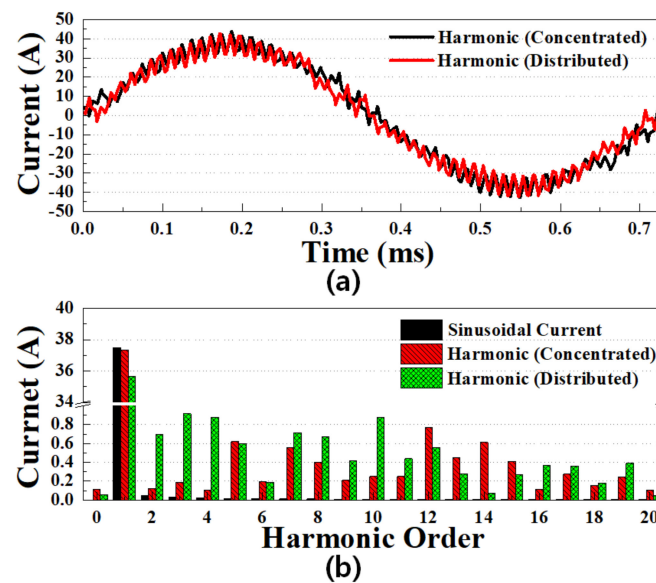 50
40
30
20
10
0
-10
-20
-30
-40
-50
Current (A)
Harmonic (Concentrated)
Harmonic (Distributed)
0.0 0.1 0.2 0.3 0.4 0.5 0.6 0.7
Time (ms)
(a)
40
38
36
34
0.8
0.6
0.4
0.2
0.0
Currnet (A)
Sinusoidal Current
Harmonic (Concentrated)
Harmonic (Distributed)
0 2 4 6 8 10 12 14 16 18 20
Harmonic Order
(b)